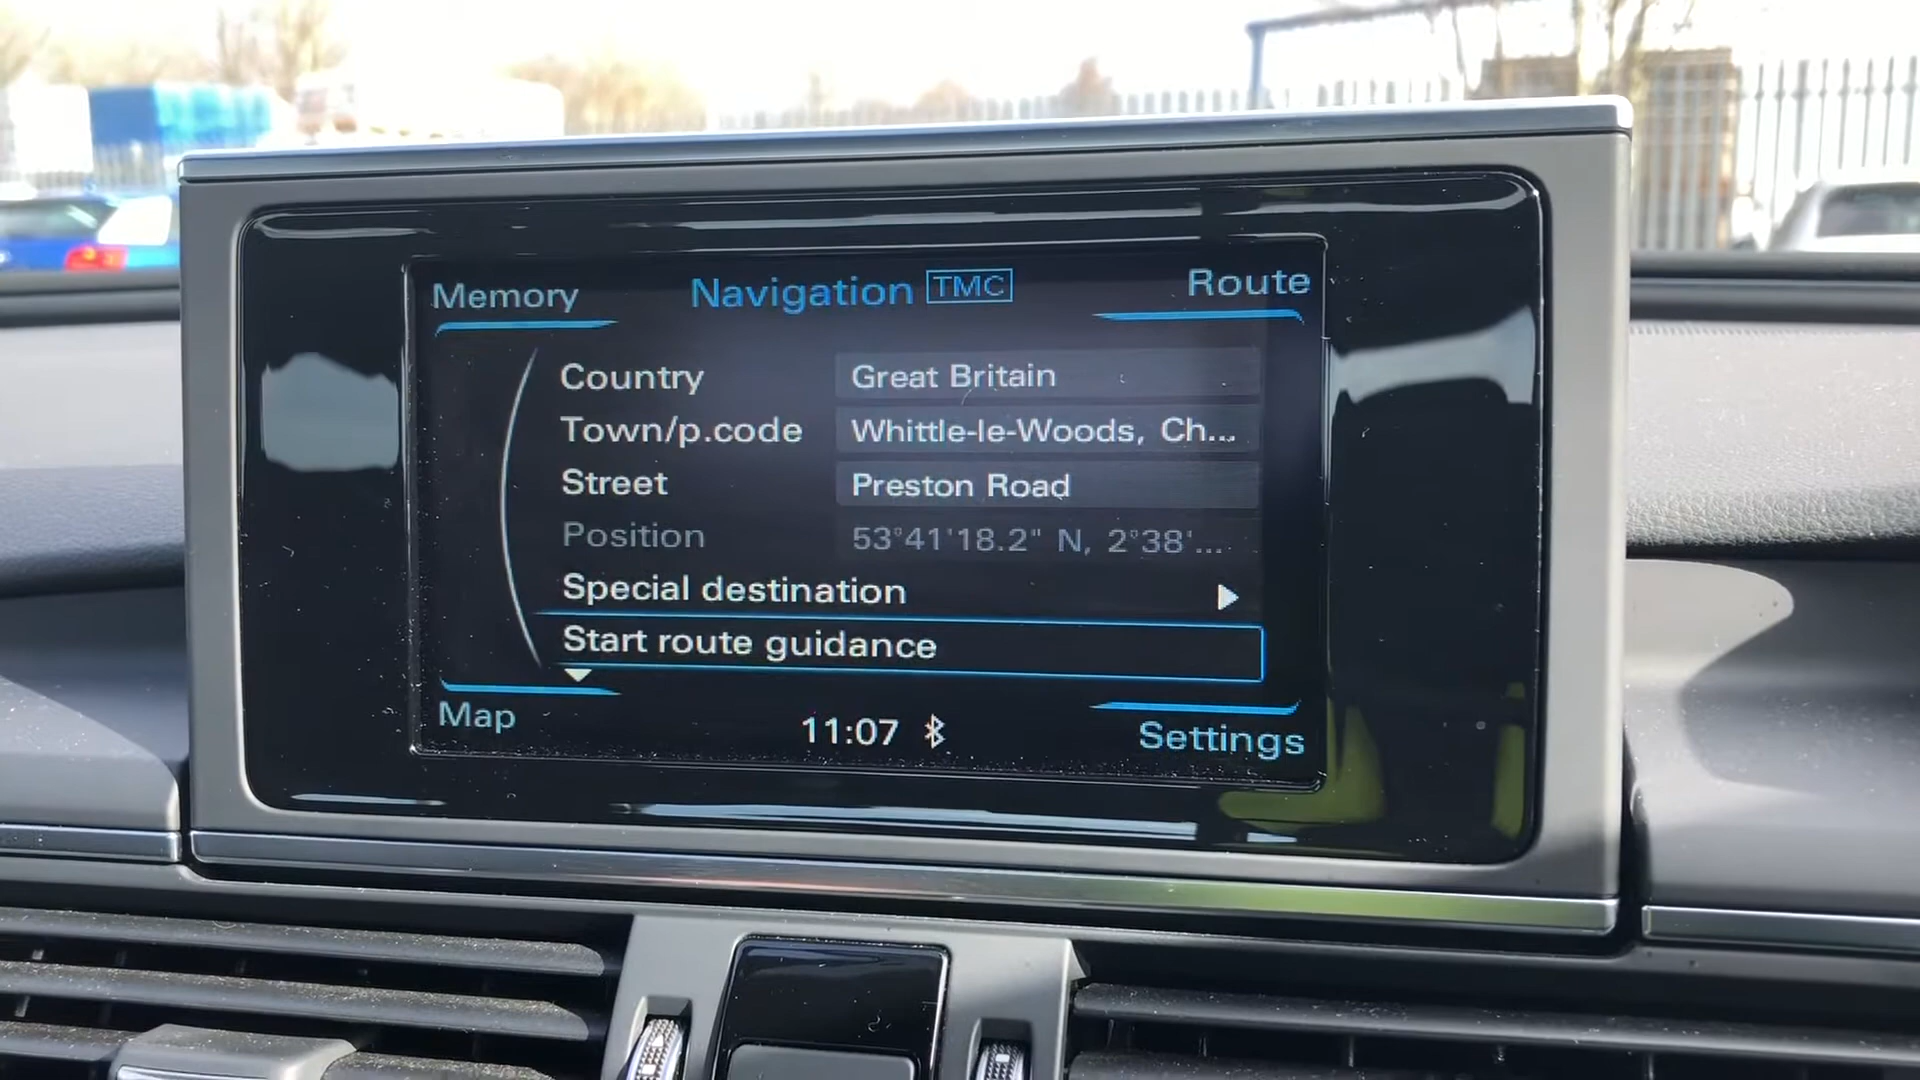 Memory Navigation TMC Route
Country Great Britain
Town/p.code Whittle-le-Woods, Ch...
Street Preston Road
Position 53°41'18.2" N, 2°38'...
Special destination
Start route guidance
Map 11:07 Settings